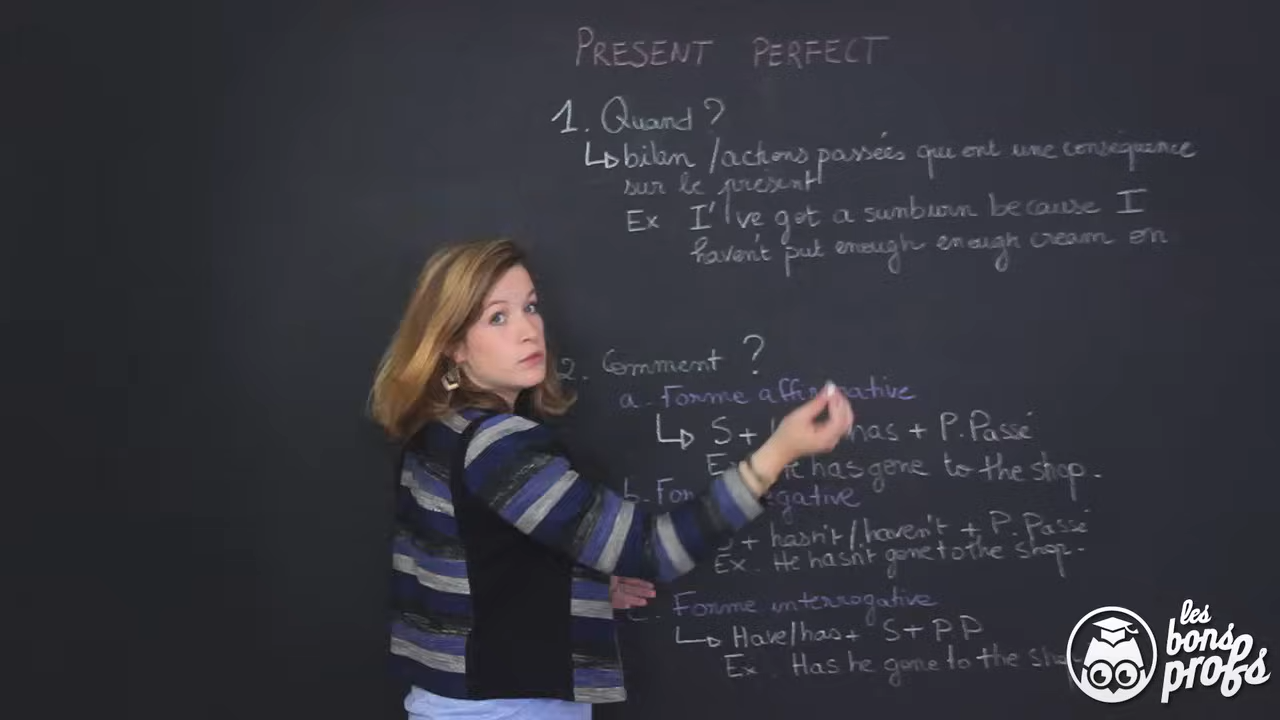 PRESENT PERFECT
1. Quand ?
↳ bilan / actions passées qui ont une conséquence
sur le présent
Ex I've got a sunburn because I
haven't put enough enough cream on
2. Comment ?
a. Forme affirmative
↳ S + has + P. Passé
Ex He has gone to the shop.
b. Forme négative
S + hasn't / haven't + P. Passé
Ex. He hasn't gone to the shop.
c. Forme interrogative
↳ Have/has + S + P.P
Ex. Has he gone to the shop
les bons profs